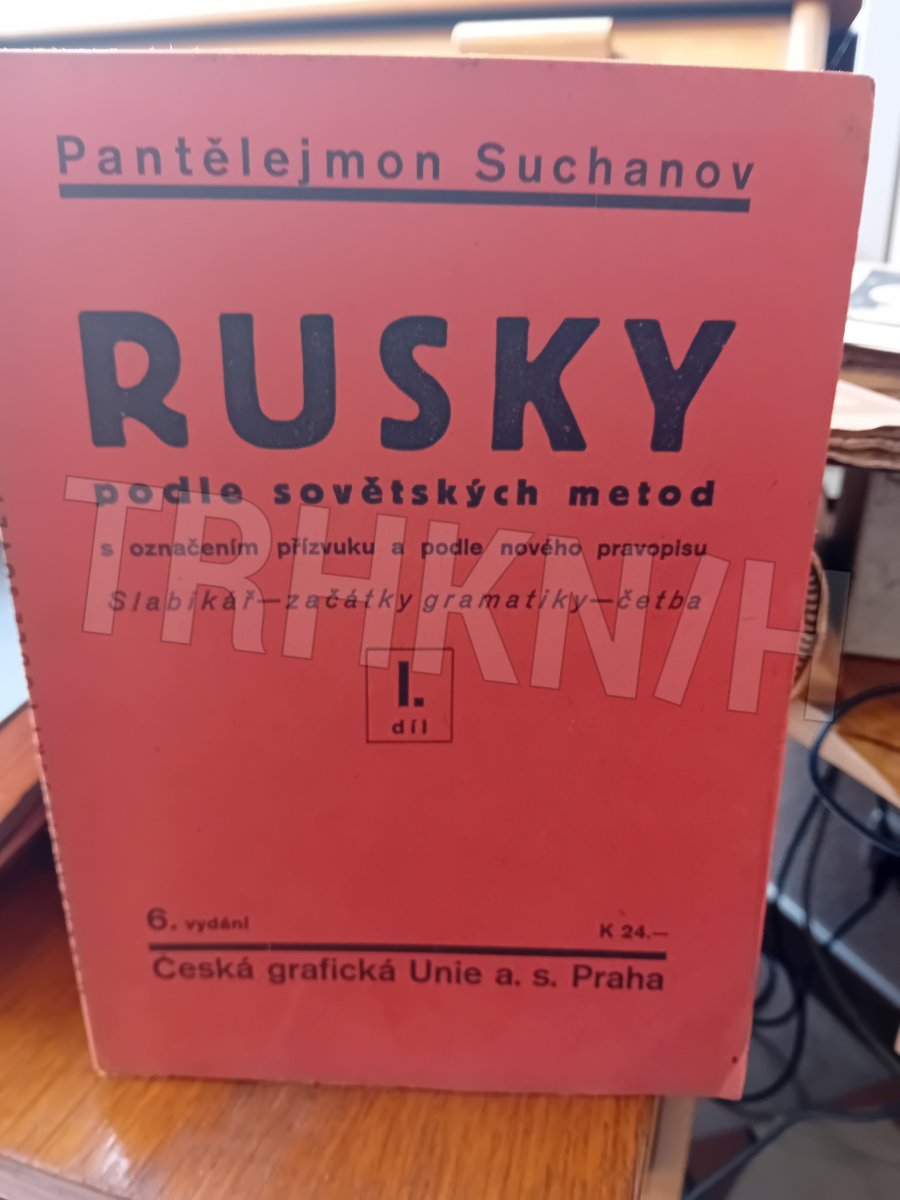 Pantělejmon Suchanov
RUSKY
podle sovětských metod
s označením přízvuku a podle nového pravopisu
Slabikář—začátky gramatiky—četba
TRHKNIH
I.
díl
6. vydání
K 24.—
Česká grafická Unie a. s. Praha